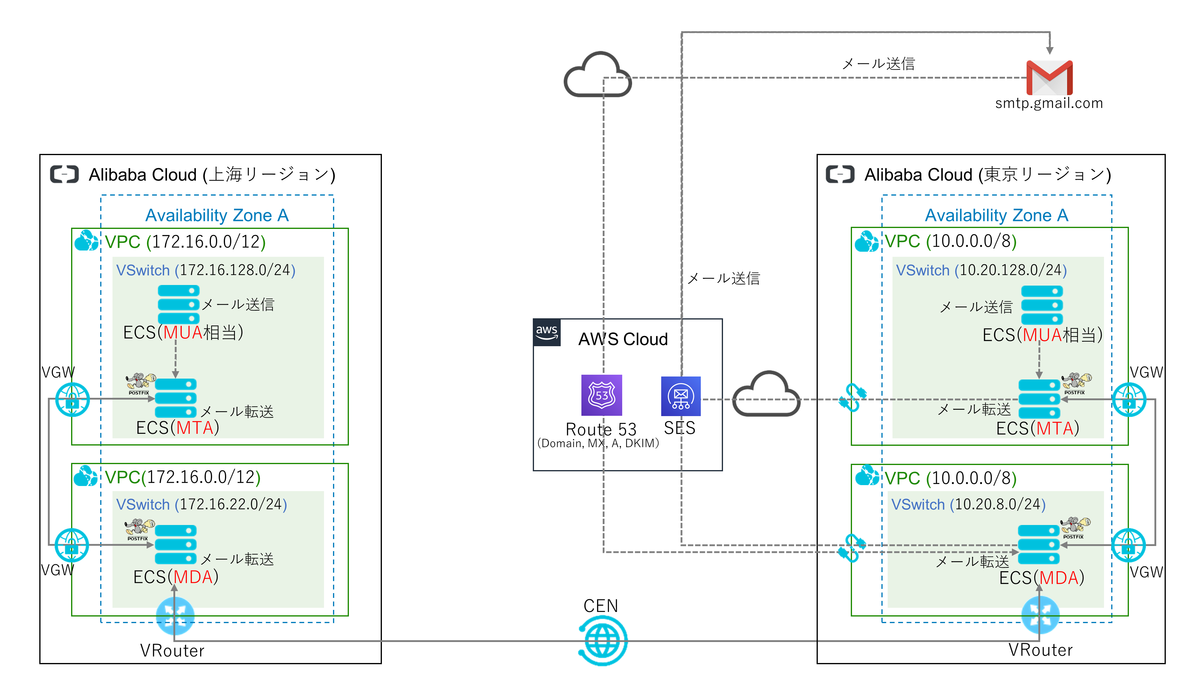 メール送信
smtp.gmail.com
Alibaba Cloud (上海リージョン)
Availability Zone A
VPC (172.16.0.0/12)
VSwitch (172.16.128.0/24)
メール送信
ECS(MUA相当)
VGW
POSTFIX
メール転送
ECS(MTA)
VPC(172.16.0.0/12)
VSwitch (172.16.22.0/24)
POSTFIX
メール転送
VGW
ECS(MDA)
VRouter
メール送信
aws
AWS Cloud
53
Route 53
(Domain, MX, A, DKIM)
SES
CEN
Alibaba Cloud (東京リージョン)
Availability Zone A
VPC (10.0.0.0/8)
VSwitch (10.20.128.0/24)
メール送信
ECS(MUA相当)
VGW
POSTFIX
メール転送
ECS(MTA)
VPC (10.0.0.0/8)
VSwitch (10.20.8.0/24)
POSTFIX
メール転送
VGW
ECS(MDA)
VRouter